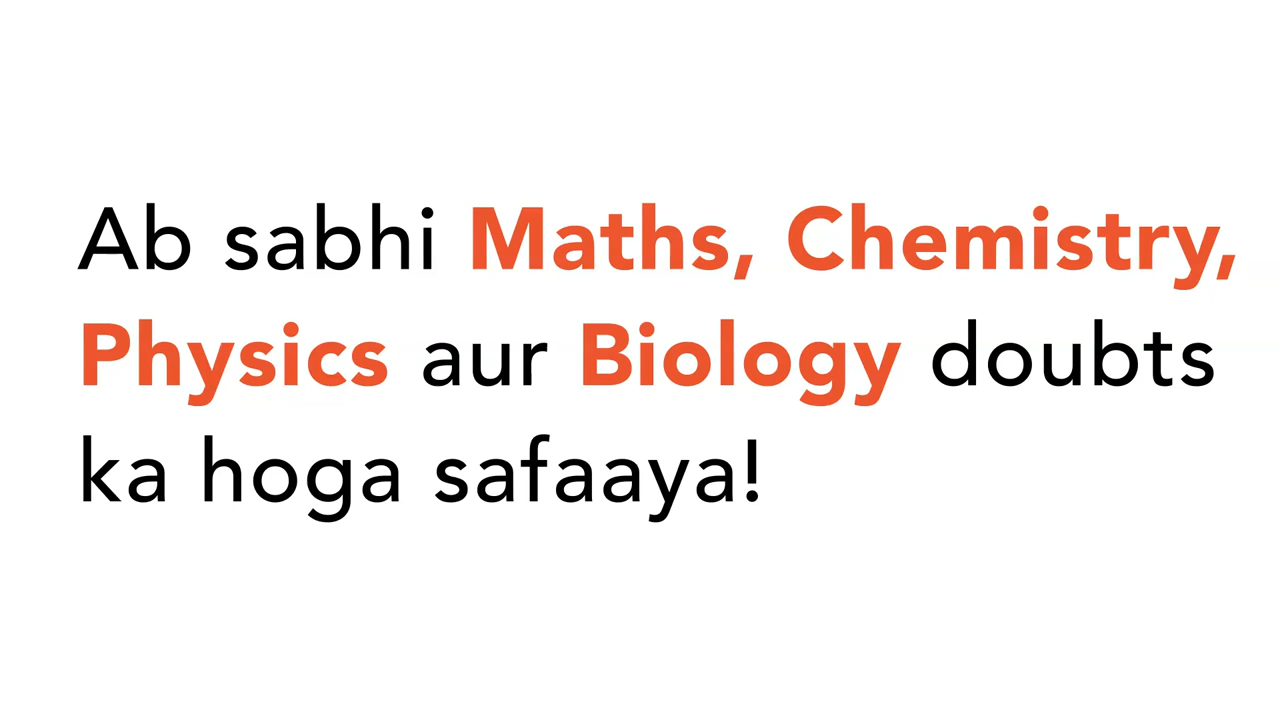 Ab sabhi Maths, Chemistry,
Physics aur Biology doubts
ka hoga safaaya!